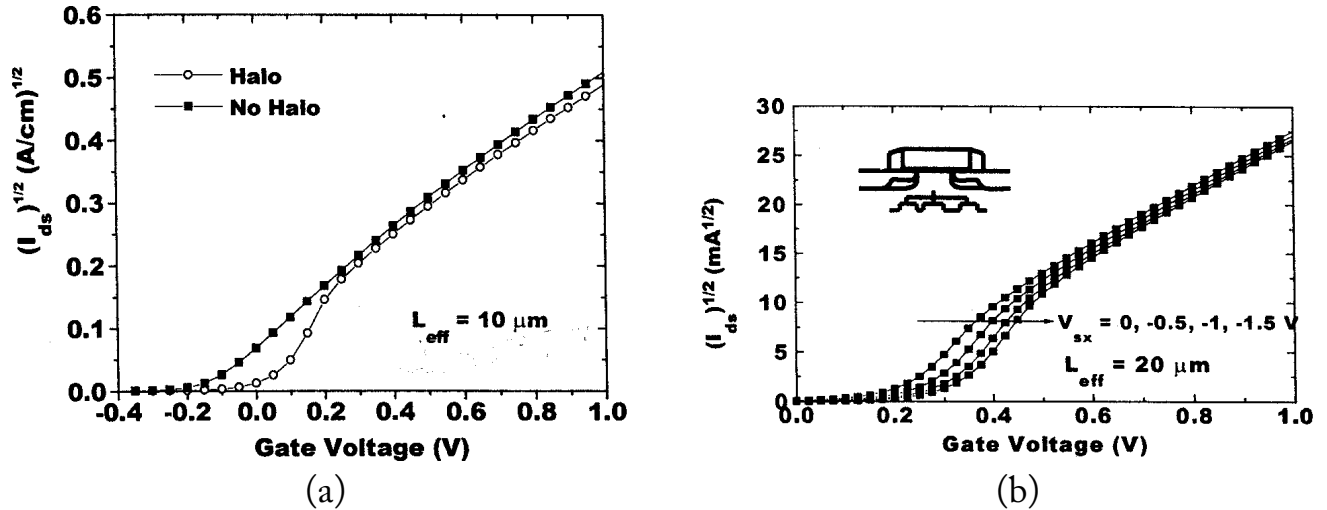 0.6
0.5
0.4
0.3
0.2
0.1
0.0
(I_ds)^1/2 (A/cm)^1/2
Halo
No Halo
L_eff = 10 µm
-0.4 -0.2 0.0 0.2 0.4 0.6 0.8 1.0
Gate Voltage (V)
(a)
30
25
20
15
10
5
0
(I_ds)^1/2 (mA^1/2)
V_sx = 0, -0.5, -1, -1.5 V
L_eff = 20 µm
0.0 0.2 0.4 0.6 0.8 1.0
Gate Voltage (V)
(b)